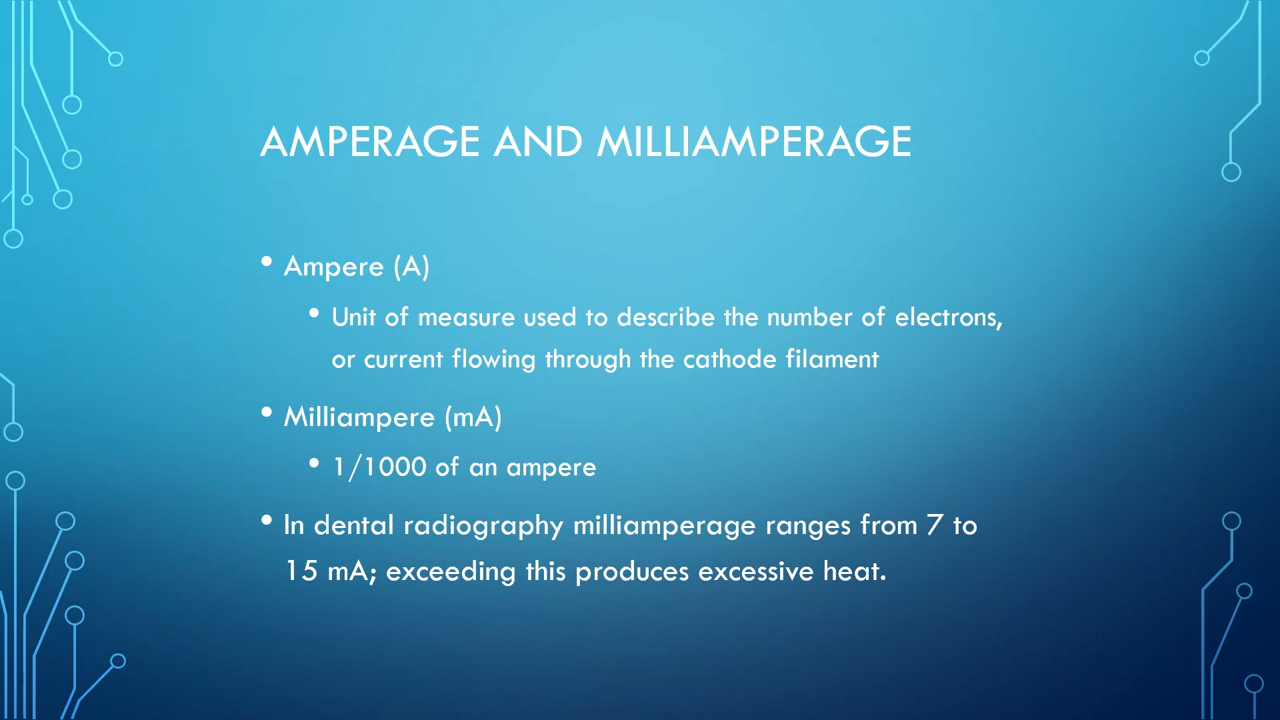 AMPERAGE AND MILLIAMPERAGE
• Ampere (A)
• Unit of measure used to describe the number of electrons,
or current flowing through the cathode filament
• Milliampere (mA)
• 1/1000 of an ampere
• In dental radiography milliamperage ranges from 7 to
15 mA; exceeding this produces excessive heat.